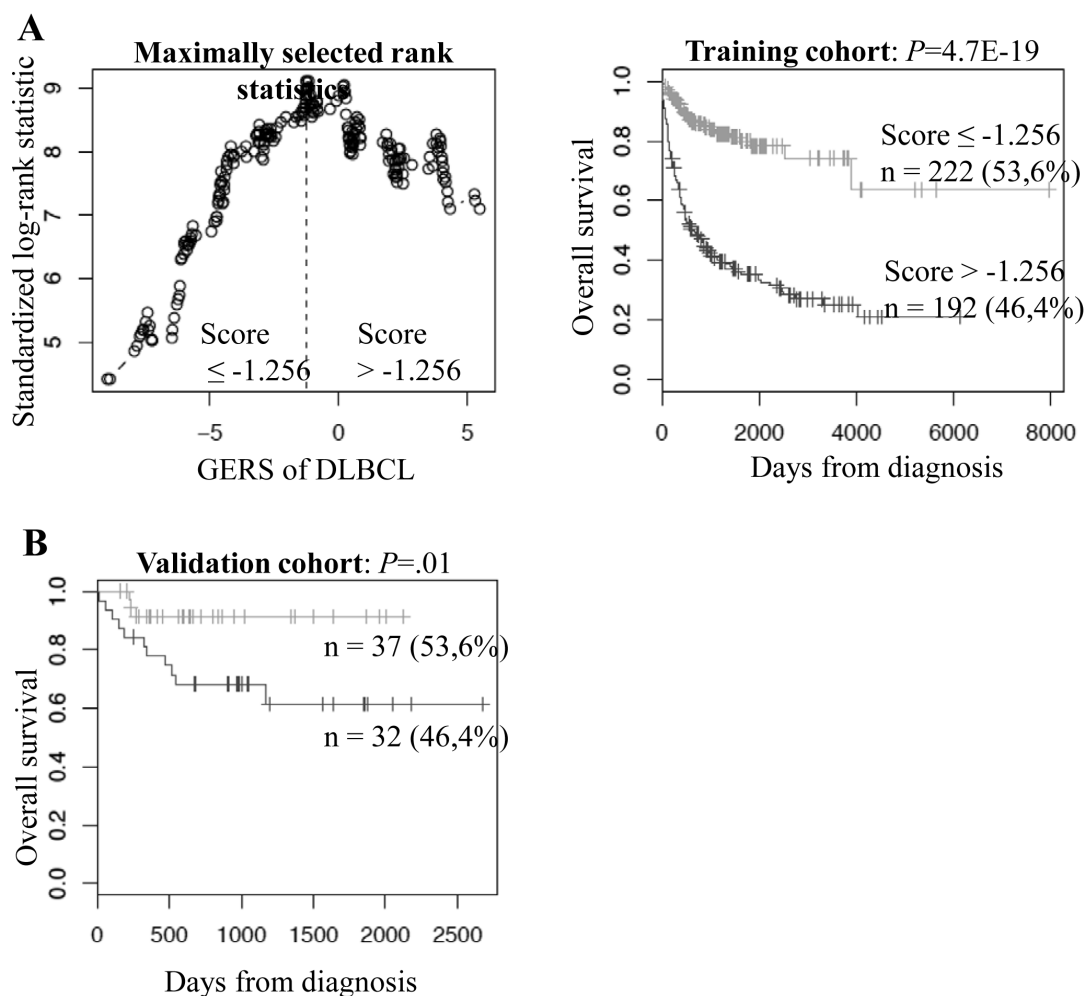 A
Maximally selected rank
statistics
Standardized log-rank statistic
9
8
7
6
5
Score
≤ -1.256
Score
> -1.256
−5 0 5
GERS of DLBCL
Training cohort: P=4.7E-19
Overall survival
1.0
0.8
0.6
0.4
0.2
0.0
Score ≤ -1.256
n = 222 (53,6%)
Score > -1.256
n = 192 (46,4%)
0 2000 4000 6000 8000
Days from diagnosis
B
Validation cohort: P=.01
Overall survival
1.0
0.8
0.6
0.4
0.2
0.0
n = 37 (53,6%)
n = 32 (46,4%)
0 500 1000 1500 2000 2500
Days from diagnosis